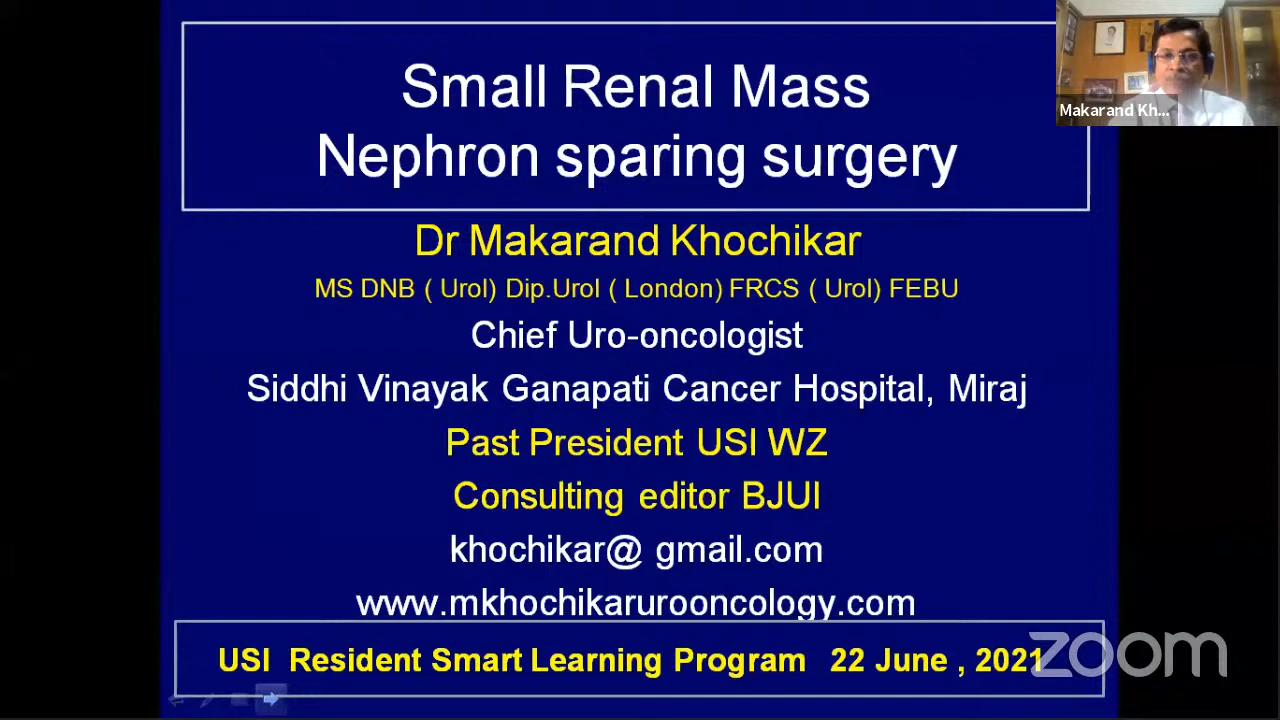 Small Renal Mass
Nephron sparing surgery
Makarand Kh...
Dr Makarand Khochikar
MS DNB ( Urol) Dip.Urol ( London) FRCS ( Urol) FEBU
Chief Uro-oncologist
Siddhi Vinayak Ganapati Cancer Hospital, Miraj
Past President USI WZ
Consulting editor BJUI
khochikar@ gmail.com
www.mkhochikarurooncology.com
USI Resident Smart Learning Program 22 June , 2021
zoom